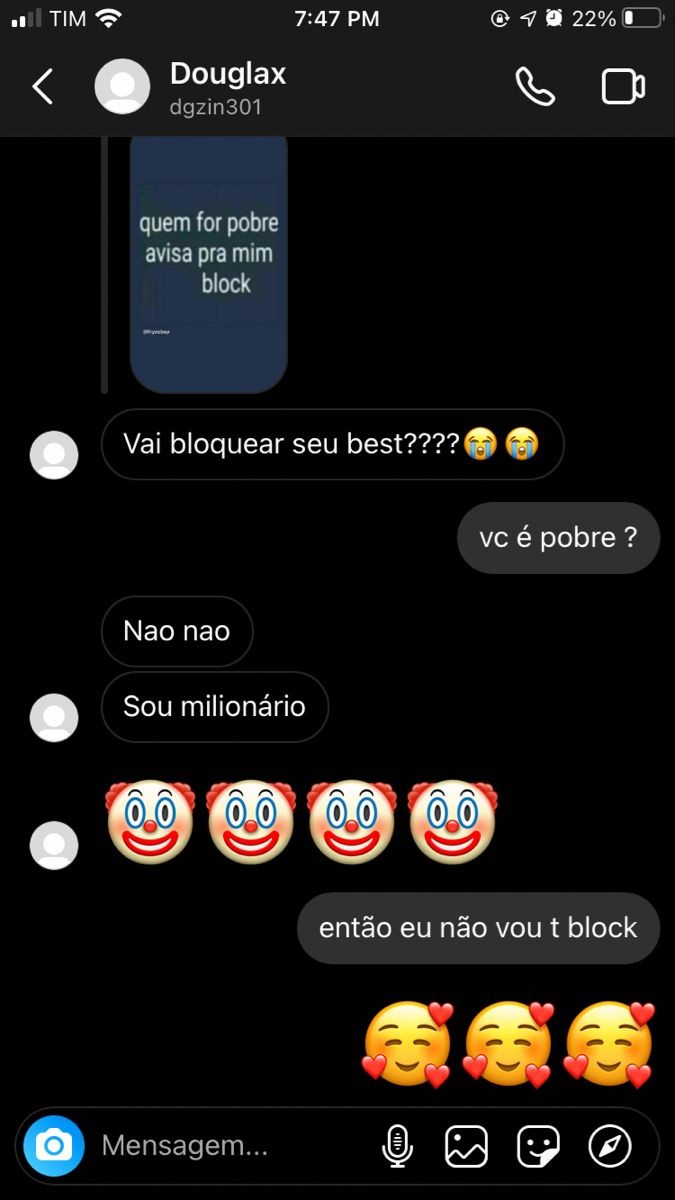 TIM
7:47 PM
22%
Douglax
dgzin301
quem for pobre
avisa pra mim
block
@frysoboy
Vai bloquear seu best????😭😭
vc é pobre ?
Nao nao
Sou milionário
🤡🤡🤡🤡
então eu não vou t block
🥰🥰🥰
Mensagem...